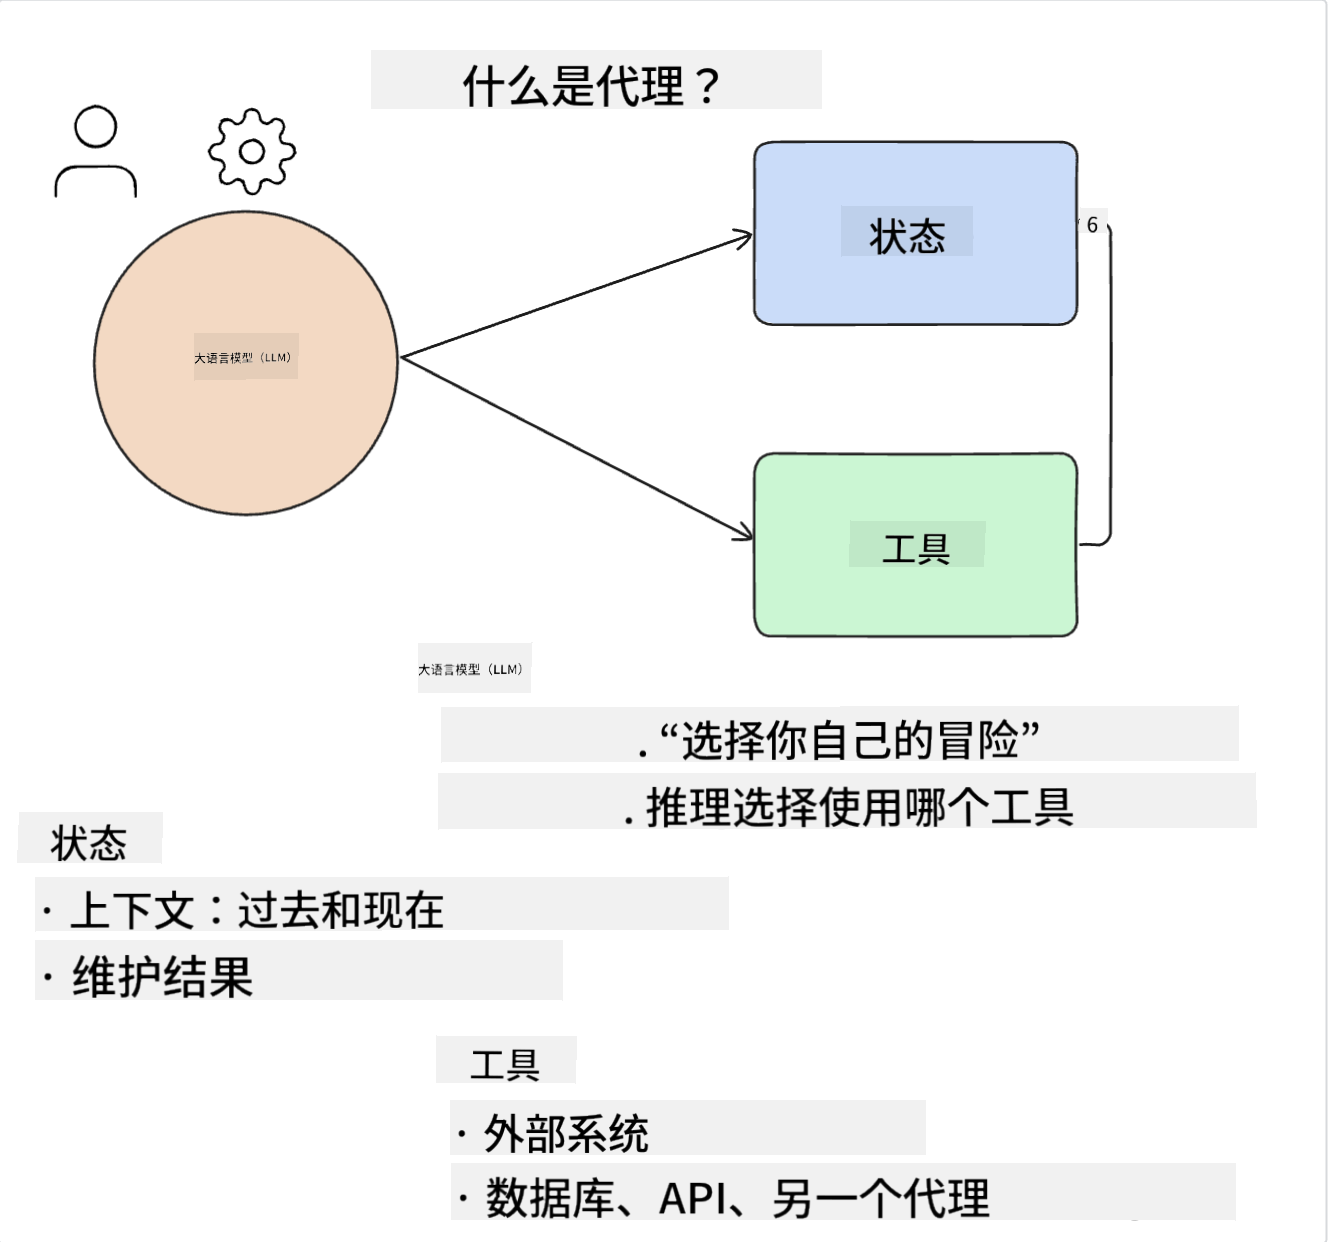 什么是代理？
状态
6
大语言模型（LLM）
工具
大语言模型（LLM）
. “选择你自己的冒险”
. 推理选择使用哪个工具
状态
· 上下文：过去和现在
· 维护结果
工具
· 外部系统
· 数据库、API、另一个代理